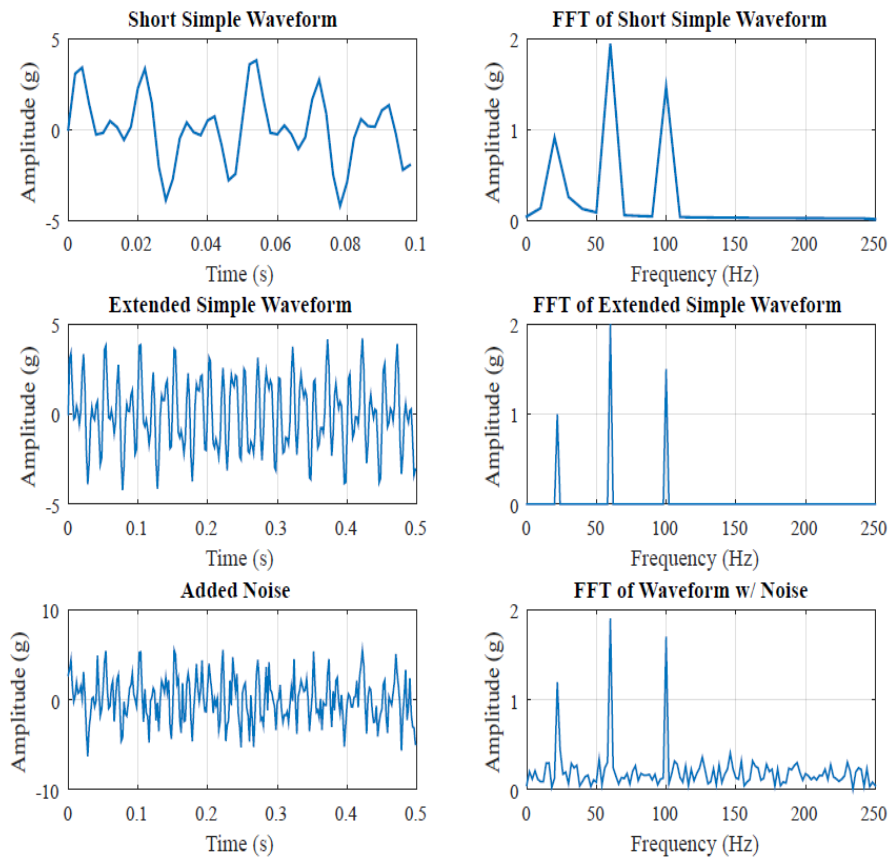 Short Simple Waveform
Amplitude (g)
5
0
-5
0 0.02 0.04 0.06 0.08 0.1
Time (s)
FFT of Short Simple Waveform
Amplitude (g)
2
1
0
0 50 100 150 200 250
Frequency (Hz)
Extended Simple Waveform
Amplitude (g)
5
0
-5
0 0.1 0.2 0.3 0.4 0.5
Time (s)
FFT of Extended Simple Waveform
Amplitude (g)
2
1
0
0 50 100 150 200 250
Frequency (Hz)
Added Noise
Amplitude (g)
10
0
-10
0 0.1 0.2 0.3 0.4 0.5
Time (s)
FFT of Waveform w/ Noise
Amplitude (g)
2
1
0
0 50 100 150 200 250
Frequency (Hz)